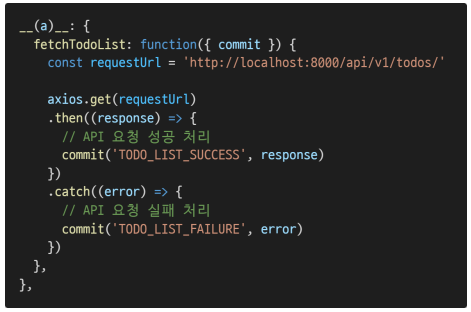 __(a)__: {
fetchTodoList: function({ commit }) {
const requestUrl = 'http://localhost:8000/api/v1/todos/'
axios.get(requestUrl)
.then((response) => {
// API 요청 성공 처리
commit('TODO_LIST_SUCCESS', response)
})
.catch((error) => {
// API 요청 실패 처리
commit('TODO_LIST_FAILURE', error)
})
},
},